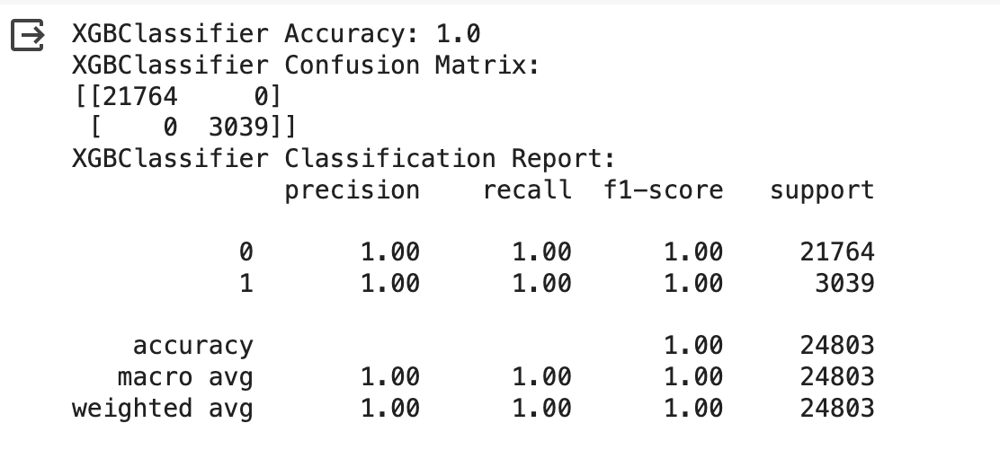 XGBClassifier Accuracy: 1.0
XGBClassifier Confusion Matrix:
[[21764     0]
 [    0  3039]]
XGBClassifier Classification Report:
              precision    recall  f1-score   support

           0       1.00      1.00      1.00     21764
           1       1.00      1.00      1.00      3039

    accuracy                           1.00     24803
   macro avg       1.00      1.00      1.00     24803
weighted avg       1.00      1.00      1.00     24803